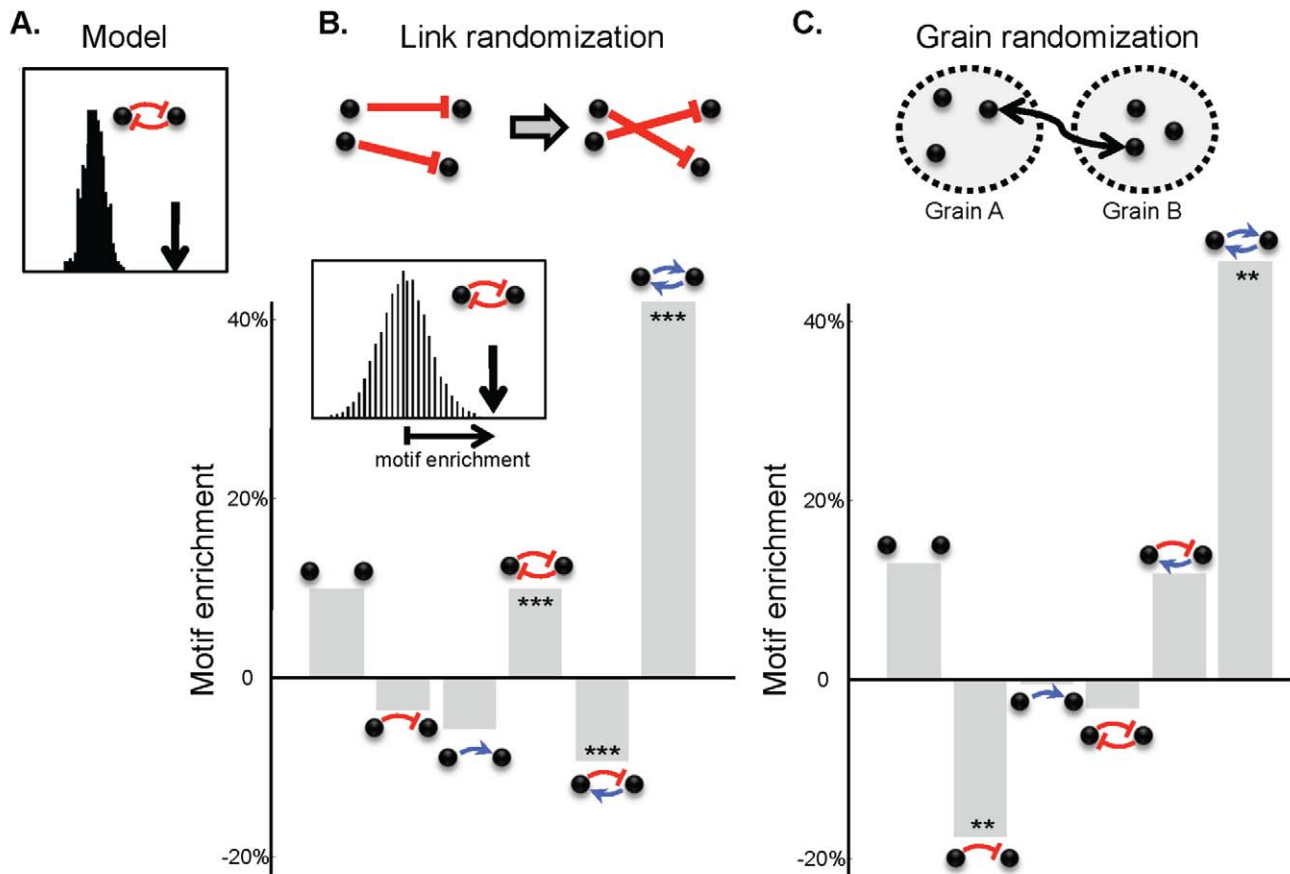 A.
Model
B.
Link randomization
C.
Grain randomization
Grain A
Grain B
motif enrichment
Motif enrichment
40%
20%
0
-20%
***
***
***
Motif enrichment
40%
20%
0
-20%
**
**